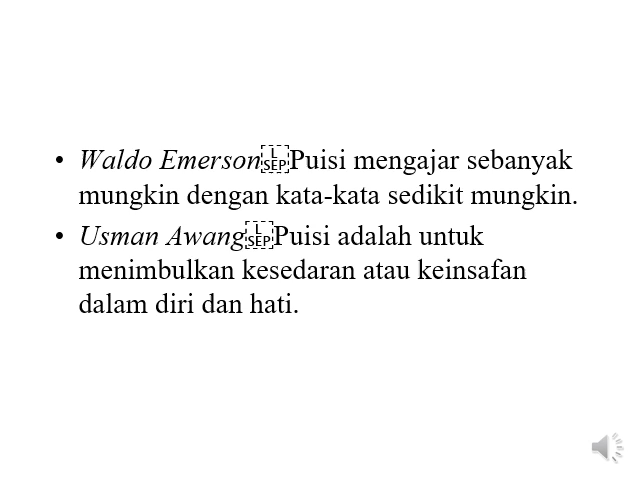 • Waldo Emerson
Puisi mengajar sebanyak
mungkin dengan kata-kata sedikit mungkin.
• Usman Awang
Puisi adalah untuk
menimbulkan kesedaran atau keinsafan
dalam diri dan hati.